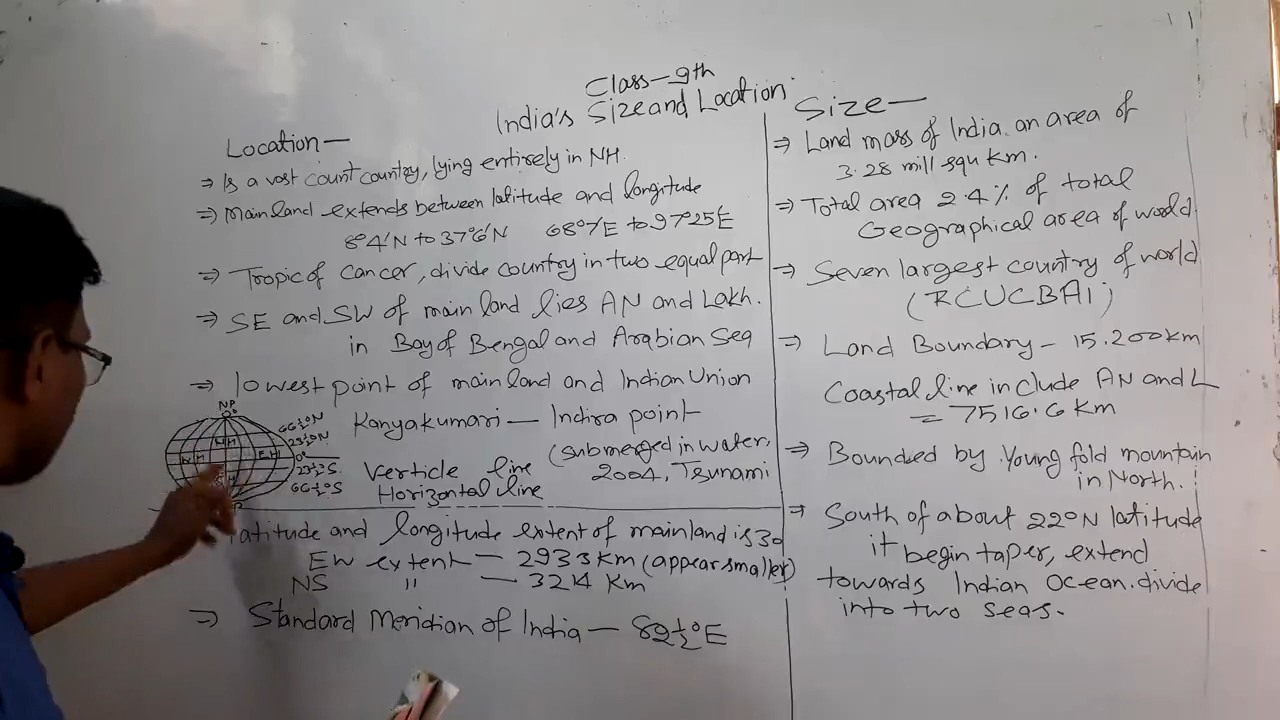 Class-9th
India's Size and Location
Location-
⇒ Is a vast count country, lying entirely in NH.
⇒ Mainland extends between latitude and longitude
8°4'N to 37°6'N 68°7'E to 97°25'E
⇒ Tropic of Cancer, divide country in two equal part
⇒ SE and SW of main land lies AN and Lakh.
in Bay of Bengal and Arabian Sea
⇒ lowest point of mainland and Indian Union
Kanyakumari - Indira point
(submerged in water,
2004, Tsunami
NP
0°
66½°N
23½°N
0°
23½°S
66½°S
NH
WH
EH
Verticle line
Horizontal line
latitude and longitude extent of mainland is 30
EW extent - 2933 km (appear smaller)
NS " - 3214 Km
⇒ Standard Meridian of India - 82½°E
Size-
⇒ Land mass of India an area of
3.28 mill squ km.
⇒ Total area 2.4% of total
Geographical area of world
⇒ Seven largest country of world
(RCUCBAI)
⇒ Land Boundary - 15.200km
Coastal line include AN and L
= 7516.6 Km
⇒ Bounded by Young fold mountain
in North.
⇒ South of about 22°N latitude
it begin taper, extend
towards Indian Ocean. divide
into two seas.